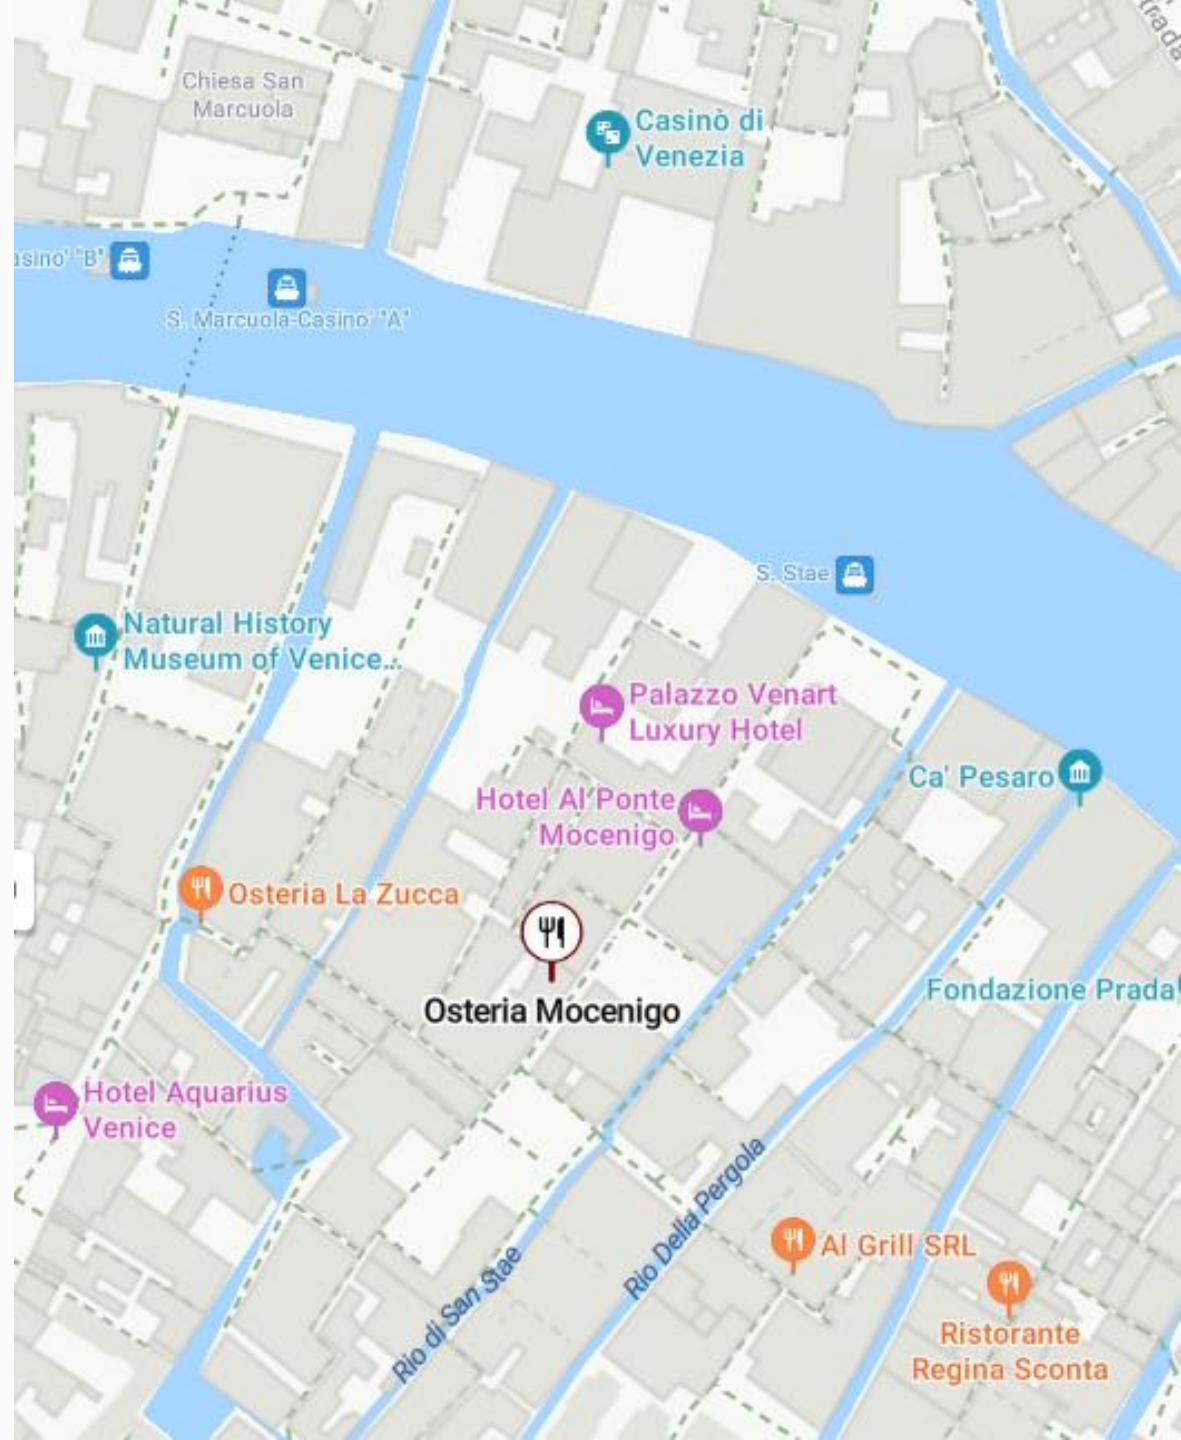 trada
Chiesa San
Marcuola
Casinò di
Venezia
asino' "B"
S. Marcuola-Casino' "A"
S. Stae
Natural History
Museum of Venice...
Palazzo Venart
Luxury Hotel
Ca' Pesaro
Hotel Al Ponte
Mocenigo
Osteria La Zucca
Osteria Mocenigo
Fondazione Prada
Hotel Aquarius
Venice
Rio Della Pergola
Rio di San Stae
Al Grill SRL
Ristorante
Regina Sconta